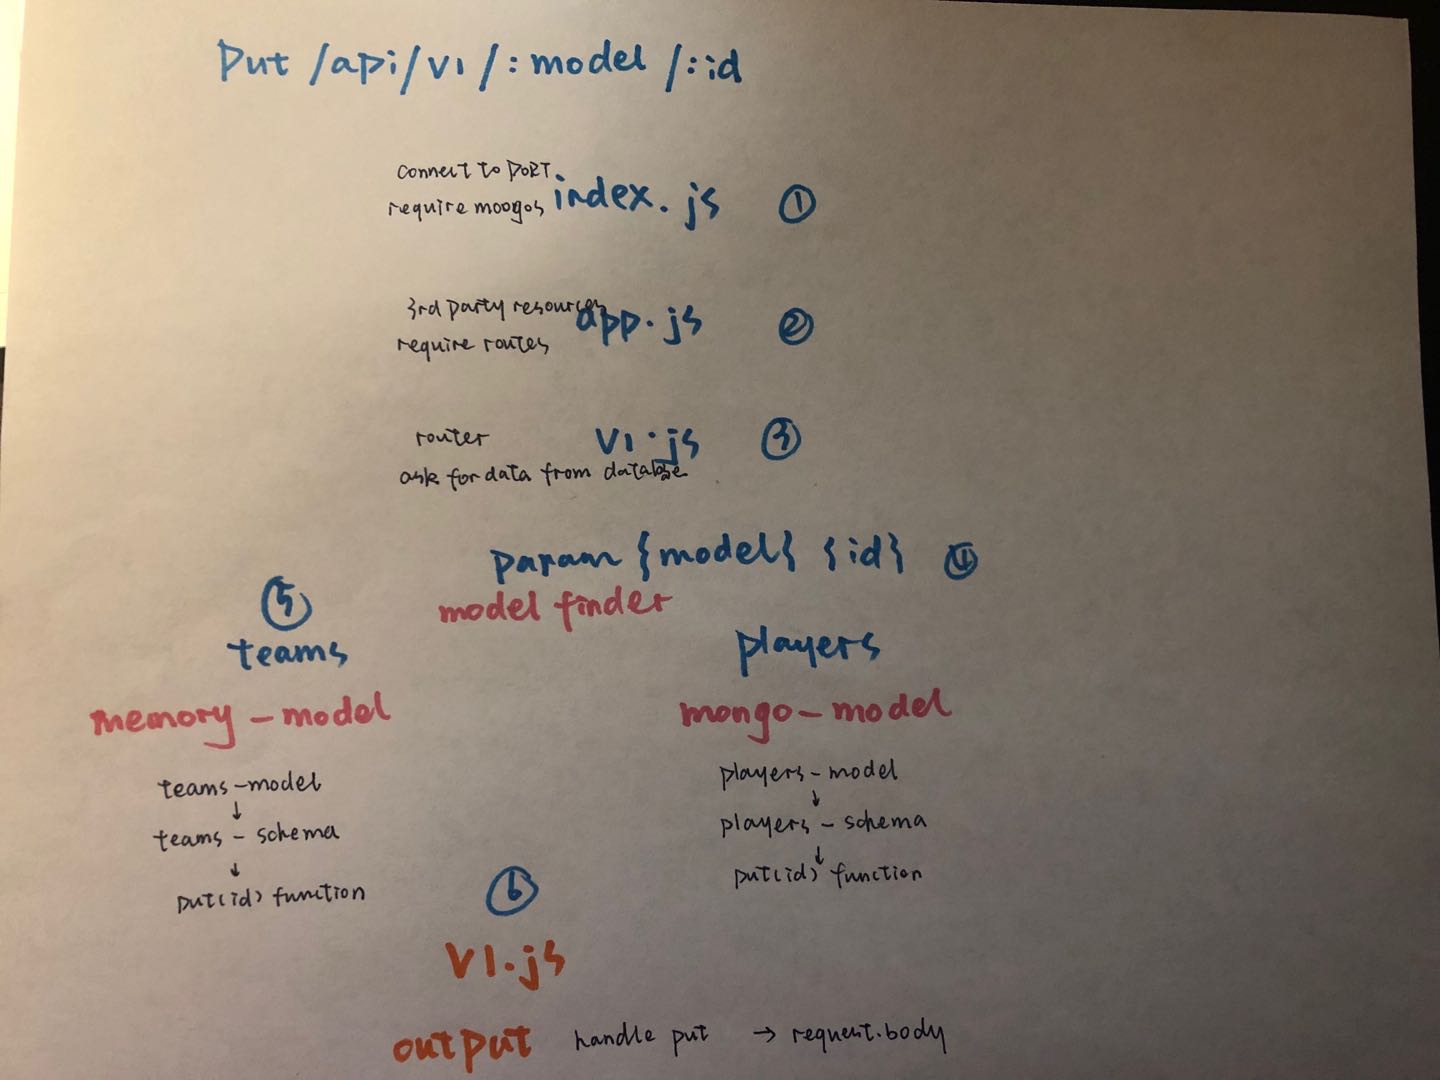 Put /api/v1/:model/:id
connect to port.
require moogos
index.js ①
3rd party resources
require routes
app.js ②
router
ask for data from database
v1.js ③
param {model} {id} ④
model finder
⑤
teams
players
memory-model
mongo-model
teams-model
↓
teams-schema
↓
put(id) function
players-model
↓
players-schema
↓
put(id) function
⑥
v1.js
output handle put → request.body